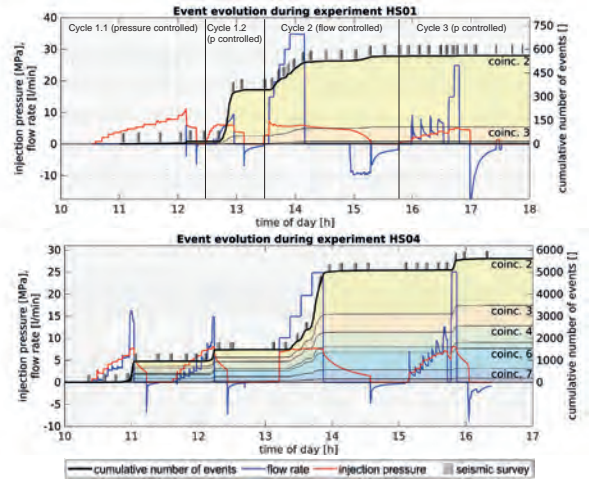 Event evolution during experiment HS01
Cycle 1.1 (pressure controlled)
Cycle 1.2
(p controlled)
Cycle 2 (flow controlled)
Cycle 3 (p controlled)
injection pressure [MPa],
flow rate [l/min]
40
30
20
10
0
-10
750
600
450
300
150
0
cumulative number of events []
coinc. 2
coinc. 3
10 11 12 13 14 15 16 17 18
time of day [h]
Event evolution during experiment HS04
injection pressure [MPa],
flow rate [l/min]
30
25
20
15
10
5
0
-5
-10
6000
5000
4000
3000
2000
1000
0
cumulative number of events []
coinc. 2
coinc. 3
coinc. 4
coinc. 6
coinc. 7
10 11 12 13 14 15 16 17
time of day [h]
cumulative number of events flow rate injection pressure seismic survey